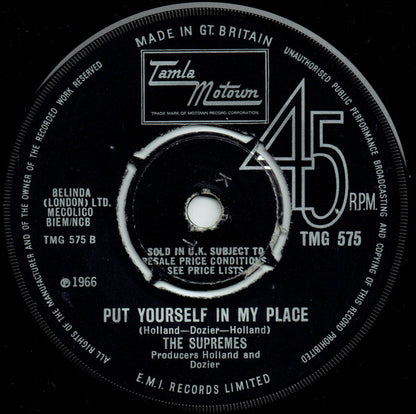 MADE IN GT. BRITAIN
ALL RIGHTS OF THE MANUFACTURER AND OF THE OWNER OF THE RECORDED WORK RESERVED
UNAUTHORISED PUBLIC PERFORMANCE BROADCASTING AND COPYING OF THIS RECORD PROHIBITED
Tamla
Motown
TRADE MARK OF MOTOWN RECORD CORPORATION
45 R.P.M.
BELINDA
(LONDON) LTD.
MECOLICO
BIEM/NCB
TMG 575 B
TMG 575
SOLD IN U.K. SUBJECT TO
RESALE PRICE CONDITIONS
SEE PRICE LISTS
℗1966
PUT YOURSELF IN MY PLACE
(Holland—Dozier—Holland)
THE SUPREMES
Producers Holland and
Dozier
E.M.I. RECORDS LIMITED